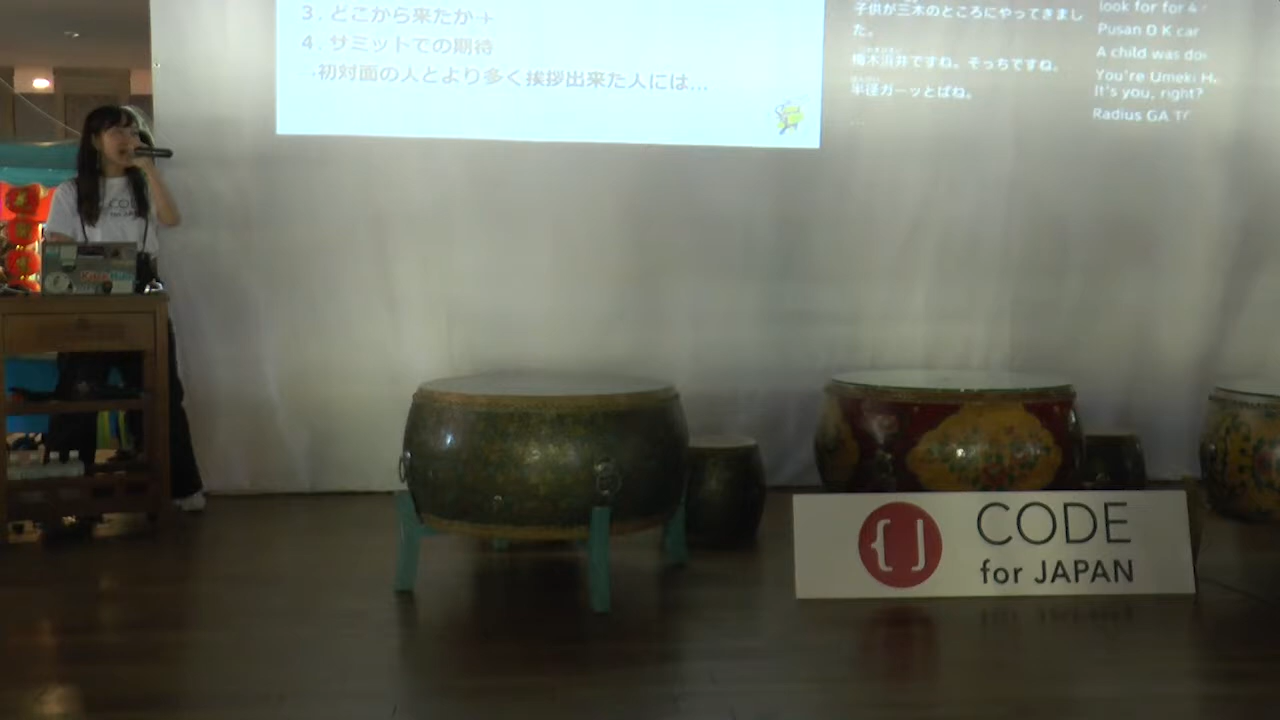 3. どこから来たか+
4. サミットでの期待
初対面の人とより多く挨拶出来た人には...
子供が三木のところにやってきまし
た。
梅木浜井ですね。そっちですね。
半径ガーッとばね。
...
look for for 4
Pusan O K car
A child was do
You're Umeki H.
It's you, right?
Radius GA
CODE
for JAPAN
{ }
CODE
for JAPAN